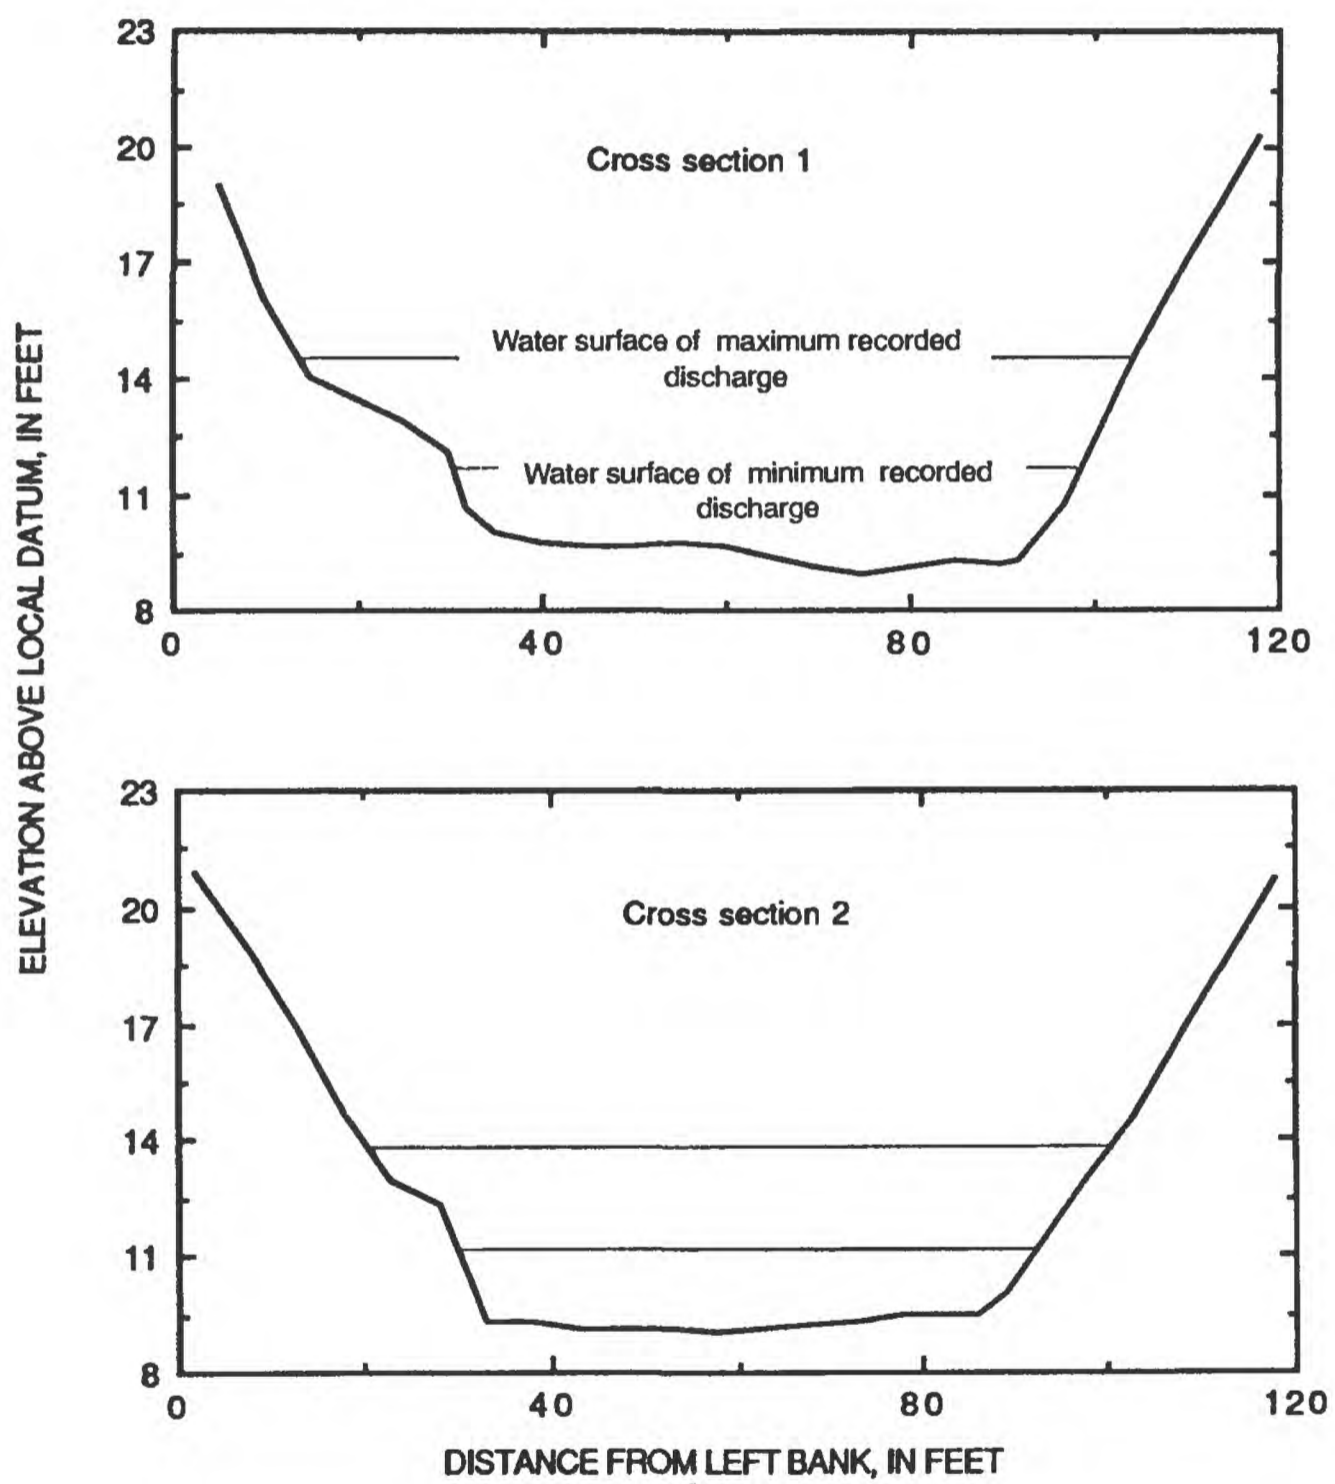 ELEVATION ABOVE LOCAL DATUM, IN FEET
23
20
17
14
11
8
Cross section 1
Water surface of maximum recorded
discharge
Water surface of minimum recorded
discharge
0 40 80 120
23
20
17
14
11
8
Cross section 2
0 40 80 120
DISTANCE FROM LEFT BANK, IN FEET